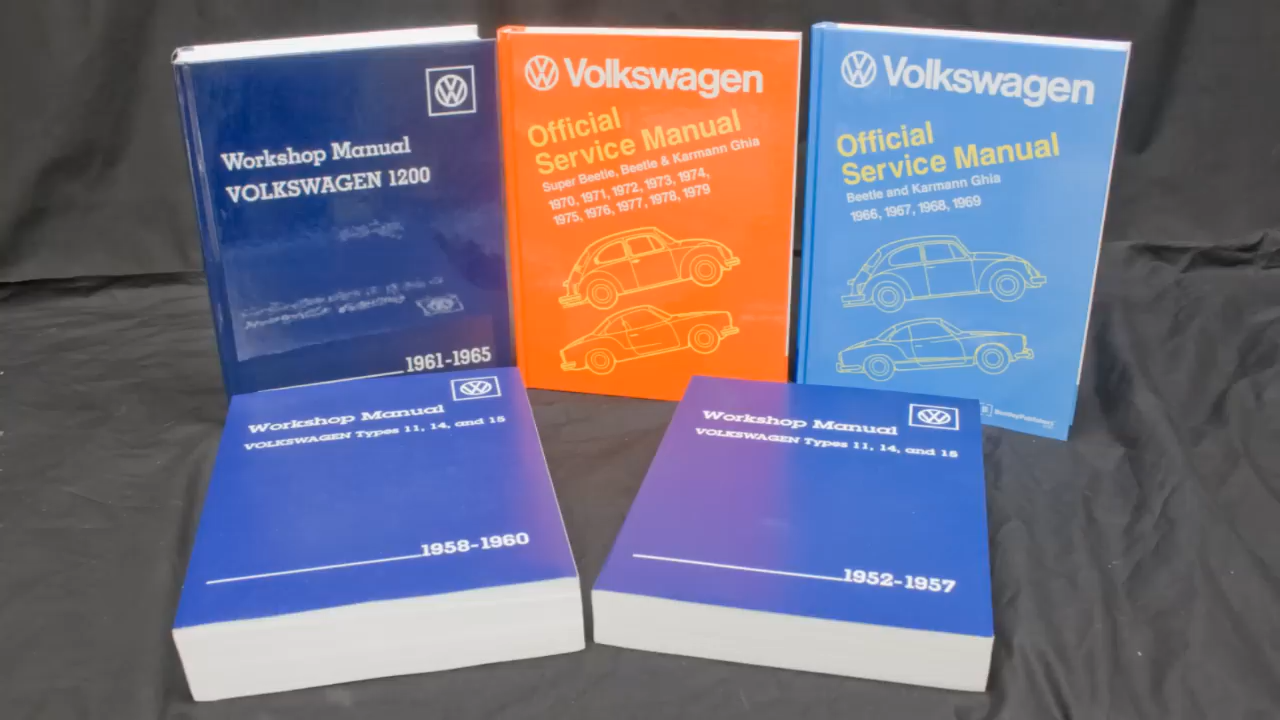 Workshop Manual
VOLKSWAGEN 1200
1961-1965
Volkswagen
Official
Service Manual
Super Beetle, Beetle & Karmann Ghia
1970, 1971, 1972, 1973, 1974,
1975, 1976, 1977, 1978, 1979
Volkswagen
Official
Service Manual
Beetle and Karmann Ghia
1966, 1967, 1968, 1969
B BentleyPublishers
Workshop Manual
VOLKSWAGEN Types 11, 14, and 15
1958-1960
Workshop Manual
VOLKSWAGEN Types 11, 14, and 15
1952-1957